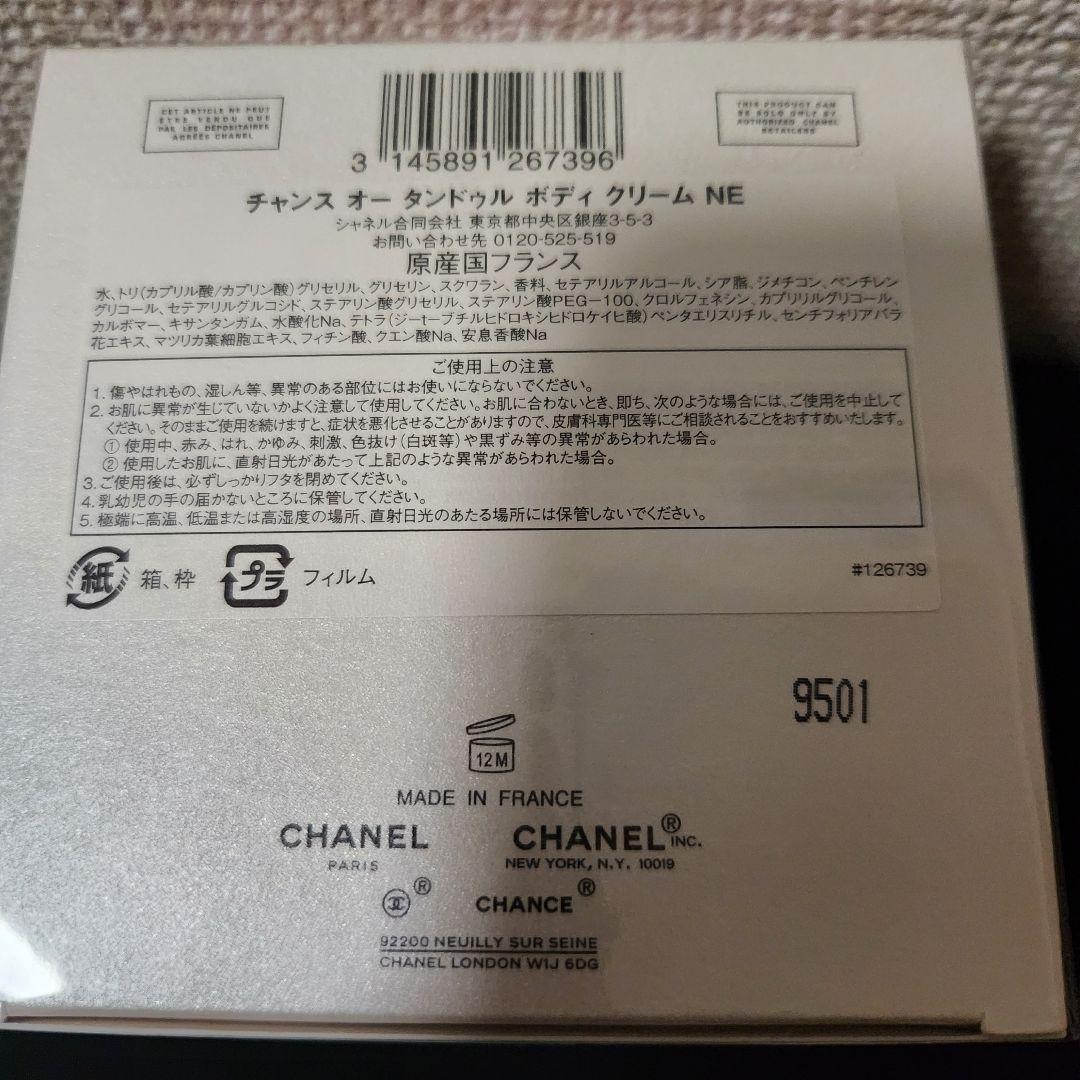 CET ARTICLE NE PEUT
ETRE VENDU QUE
PAR LES DÉPOSITAIRES
AGRÉÉS CHANEL
THIS PRODUCT CAN
BE SOLD ONLY BY
AUTHORIZED CHANEL
RETAILERS
3 145891 267396
チャンス オー タンドゥル ボディ クリーム NE
シャネル合同会社 東京都中央区銀座3-5-3
お問い合わせ先 0120-525-519
原産国フランス
水、トリ(カプリル酸/カプリン酸)グリセリル、グリセリン、スクワラン、香料、セテアリルアルコール、シア脂、ジメチコン、ペンチレン
グリコール、セテアリルグルコシド、ステアリン酸グリセリル、ステアリン酸PEG-100、クロルフェネシン、カプリリルグリコール、
カルボマー、キサンタンガム、水酸化Na、テトラ(ジ-t-ブチルヒドロキシヒドロケイヒ酸)ペンタエリスリチル、センチフォリアバラ
花エキス、マツリカ葉細胞エキス、フィチン酸、クエン酸Na、安息香酸Na
ご使用上の注意
1. 傷やはれもの、湿しん等、異常のある部位にはお使いにならないでください。
2. お肌に異常が生じていないかよく注意して使用してください。お肌に合わないとき、即ち、次のような場合には、ご使用を中止して
ください。そのままご使用を続けますと、症状を悪化させることがありますので、皮膚科専門医等にご相談されることをおすすめいたします。
① 使用中、赤み、はれ、かゆみ、刺激、色抜け(白斑等)や黒ずみ等の異常があらわれた場合。
② 使用したお肌に、直射日光があたって上記のような異常があらわれた場合。
3. ご使用後は、必ずしっかりフタを閉めてください。
4. 乳幼児の手の届かないところに保管してください。
5. 極端に高温、低温または高湿度の場所、直射日光のあたる場所には保管しないでください。
紙 箱、枠 プラ フィルム
#126739
9501
12M
MADE IN FRANCE
CHANEL CHANEL® INC.
PARIS NEW YORK, N.Y. 10019
® CHANCE®
92200 NEUILLY SUR SEINE
CHANEL LONDON W1J 6DG